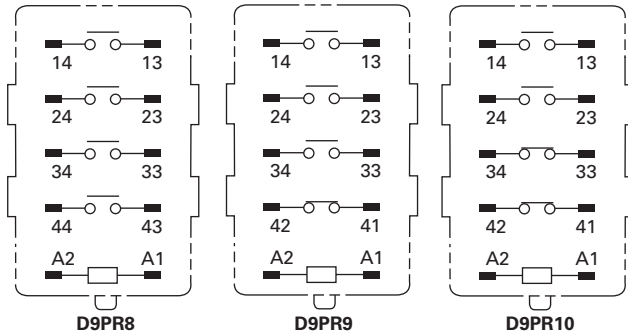 14 13 14 13 14 13
24 23 24 23 24 23
34 33 34 33 34 33
44 43 42 41 42 41
A2 A1 A2 A1 A2 A1
D9PR8 D9PR9 D9PR10